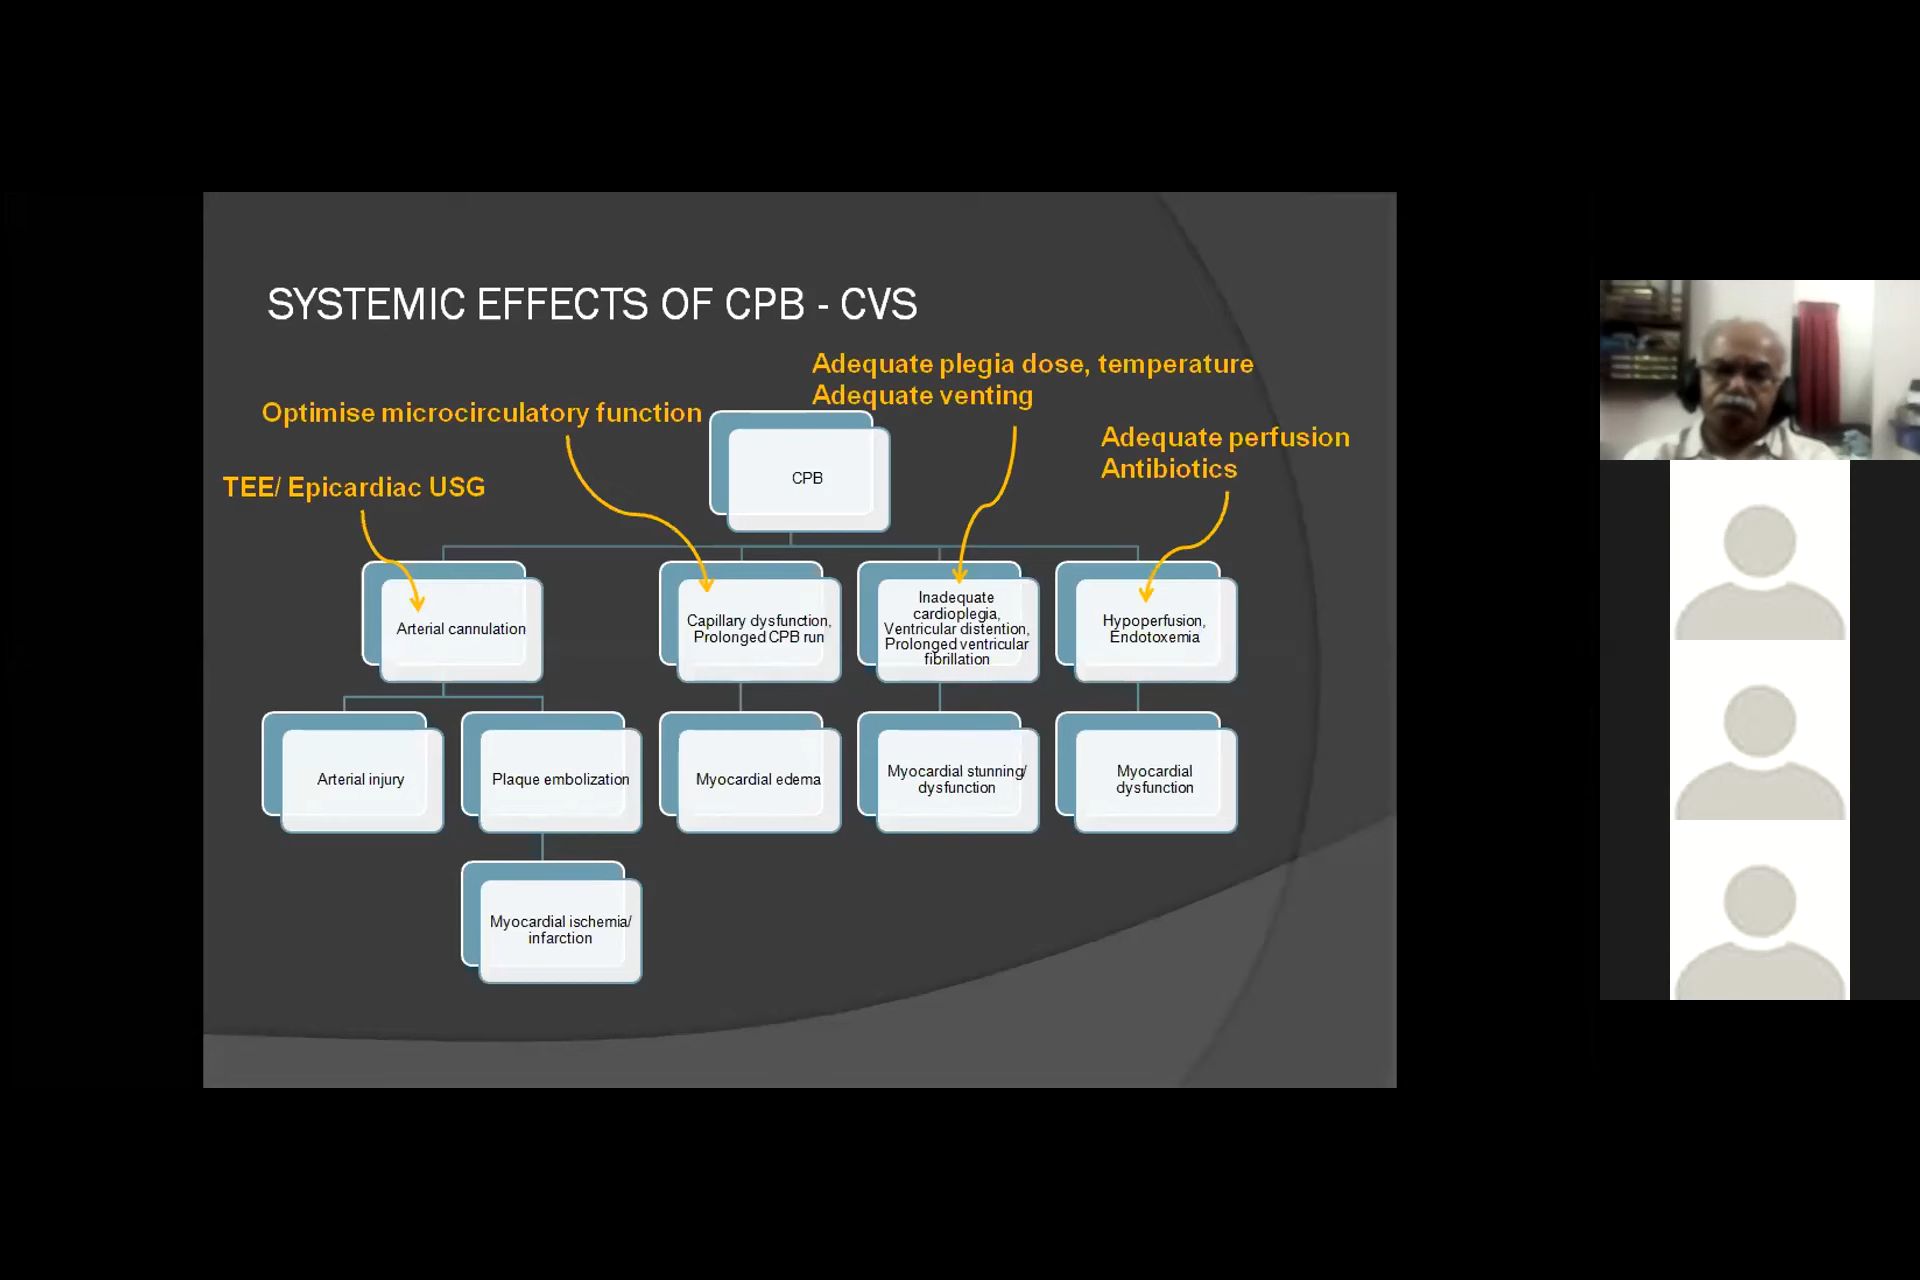 SYSTEMIC EFFECTS OF CPB - CVS
Adequate plegia dose, temperature
Adequate venting
Optimise microcirculatory function
Adequate perfusion
Antibiotics
TEE/ Epicardiac USG
CPB
Arterial cannulation
Capillary dysfunction,
Prolonged CPB run
Inadequate
cardioplegia,
Ventricular distention,
Prolonged ventricular
fibrillation
Hypoperfusion,
Endotoxemia
Arterial injury
Plaque embolization
Myocardial edema
Myocardial stunning/
dysfunction
Myocardial
dysfunction
Myocardial ischemia/
infarction